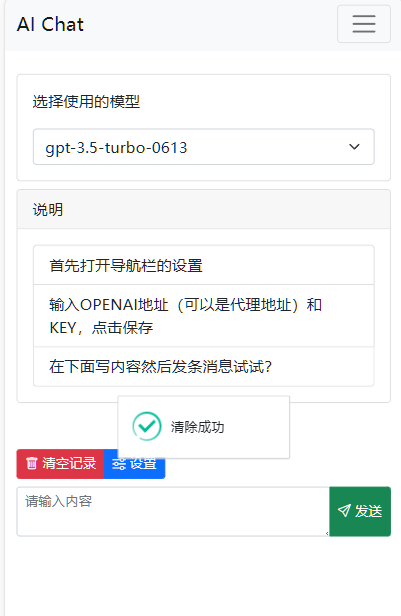 AI Chat
选择使用的模型
gpt-3.5-turbo-0613
说明
首先打开导航栏的设置
输入OPENAI地址（可以是代理地址）和
KEY，点击保存
在下面写内容然后发条消息试试？
清除成功
清空记录 设置
请输入内容
发送